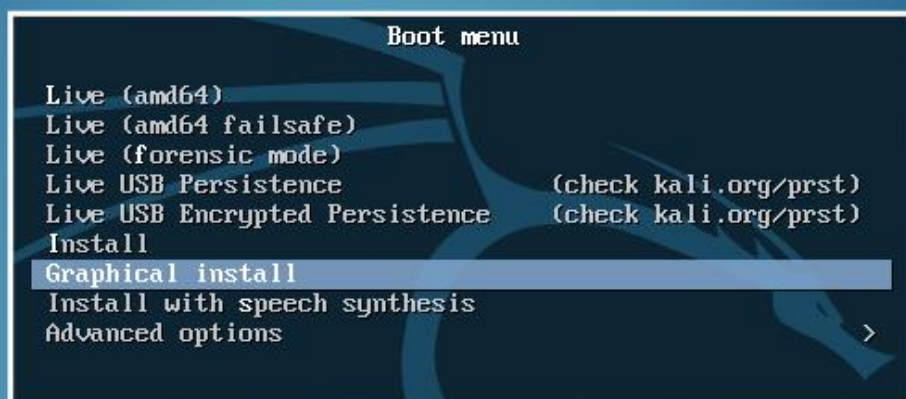 Boot menu
Live (amd64)
Live (amd64 failsafe)
Live (forensic mode)
Live USB Persistence (check kali.org/prst)
Live USB Encrypted Persistence (check kali.org/prst)
Install
Graphical install
Install with speech synthesis
Advanced options >